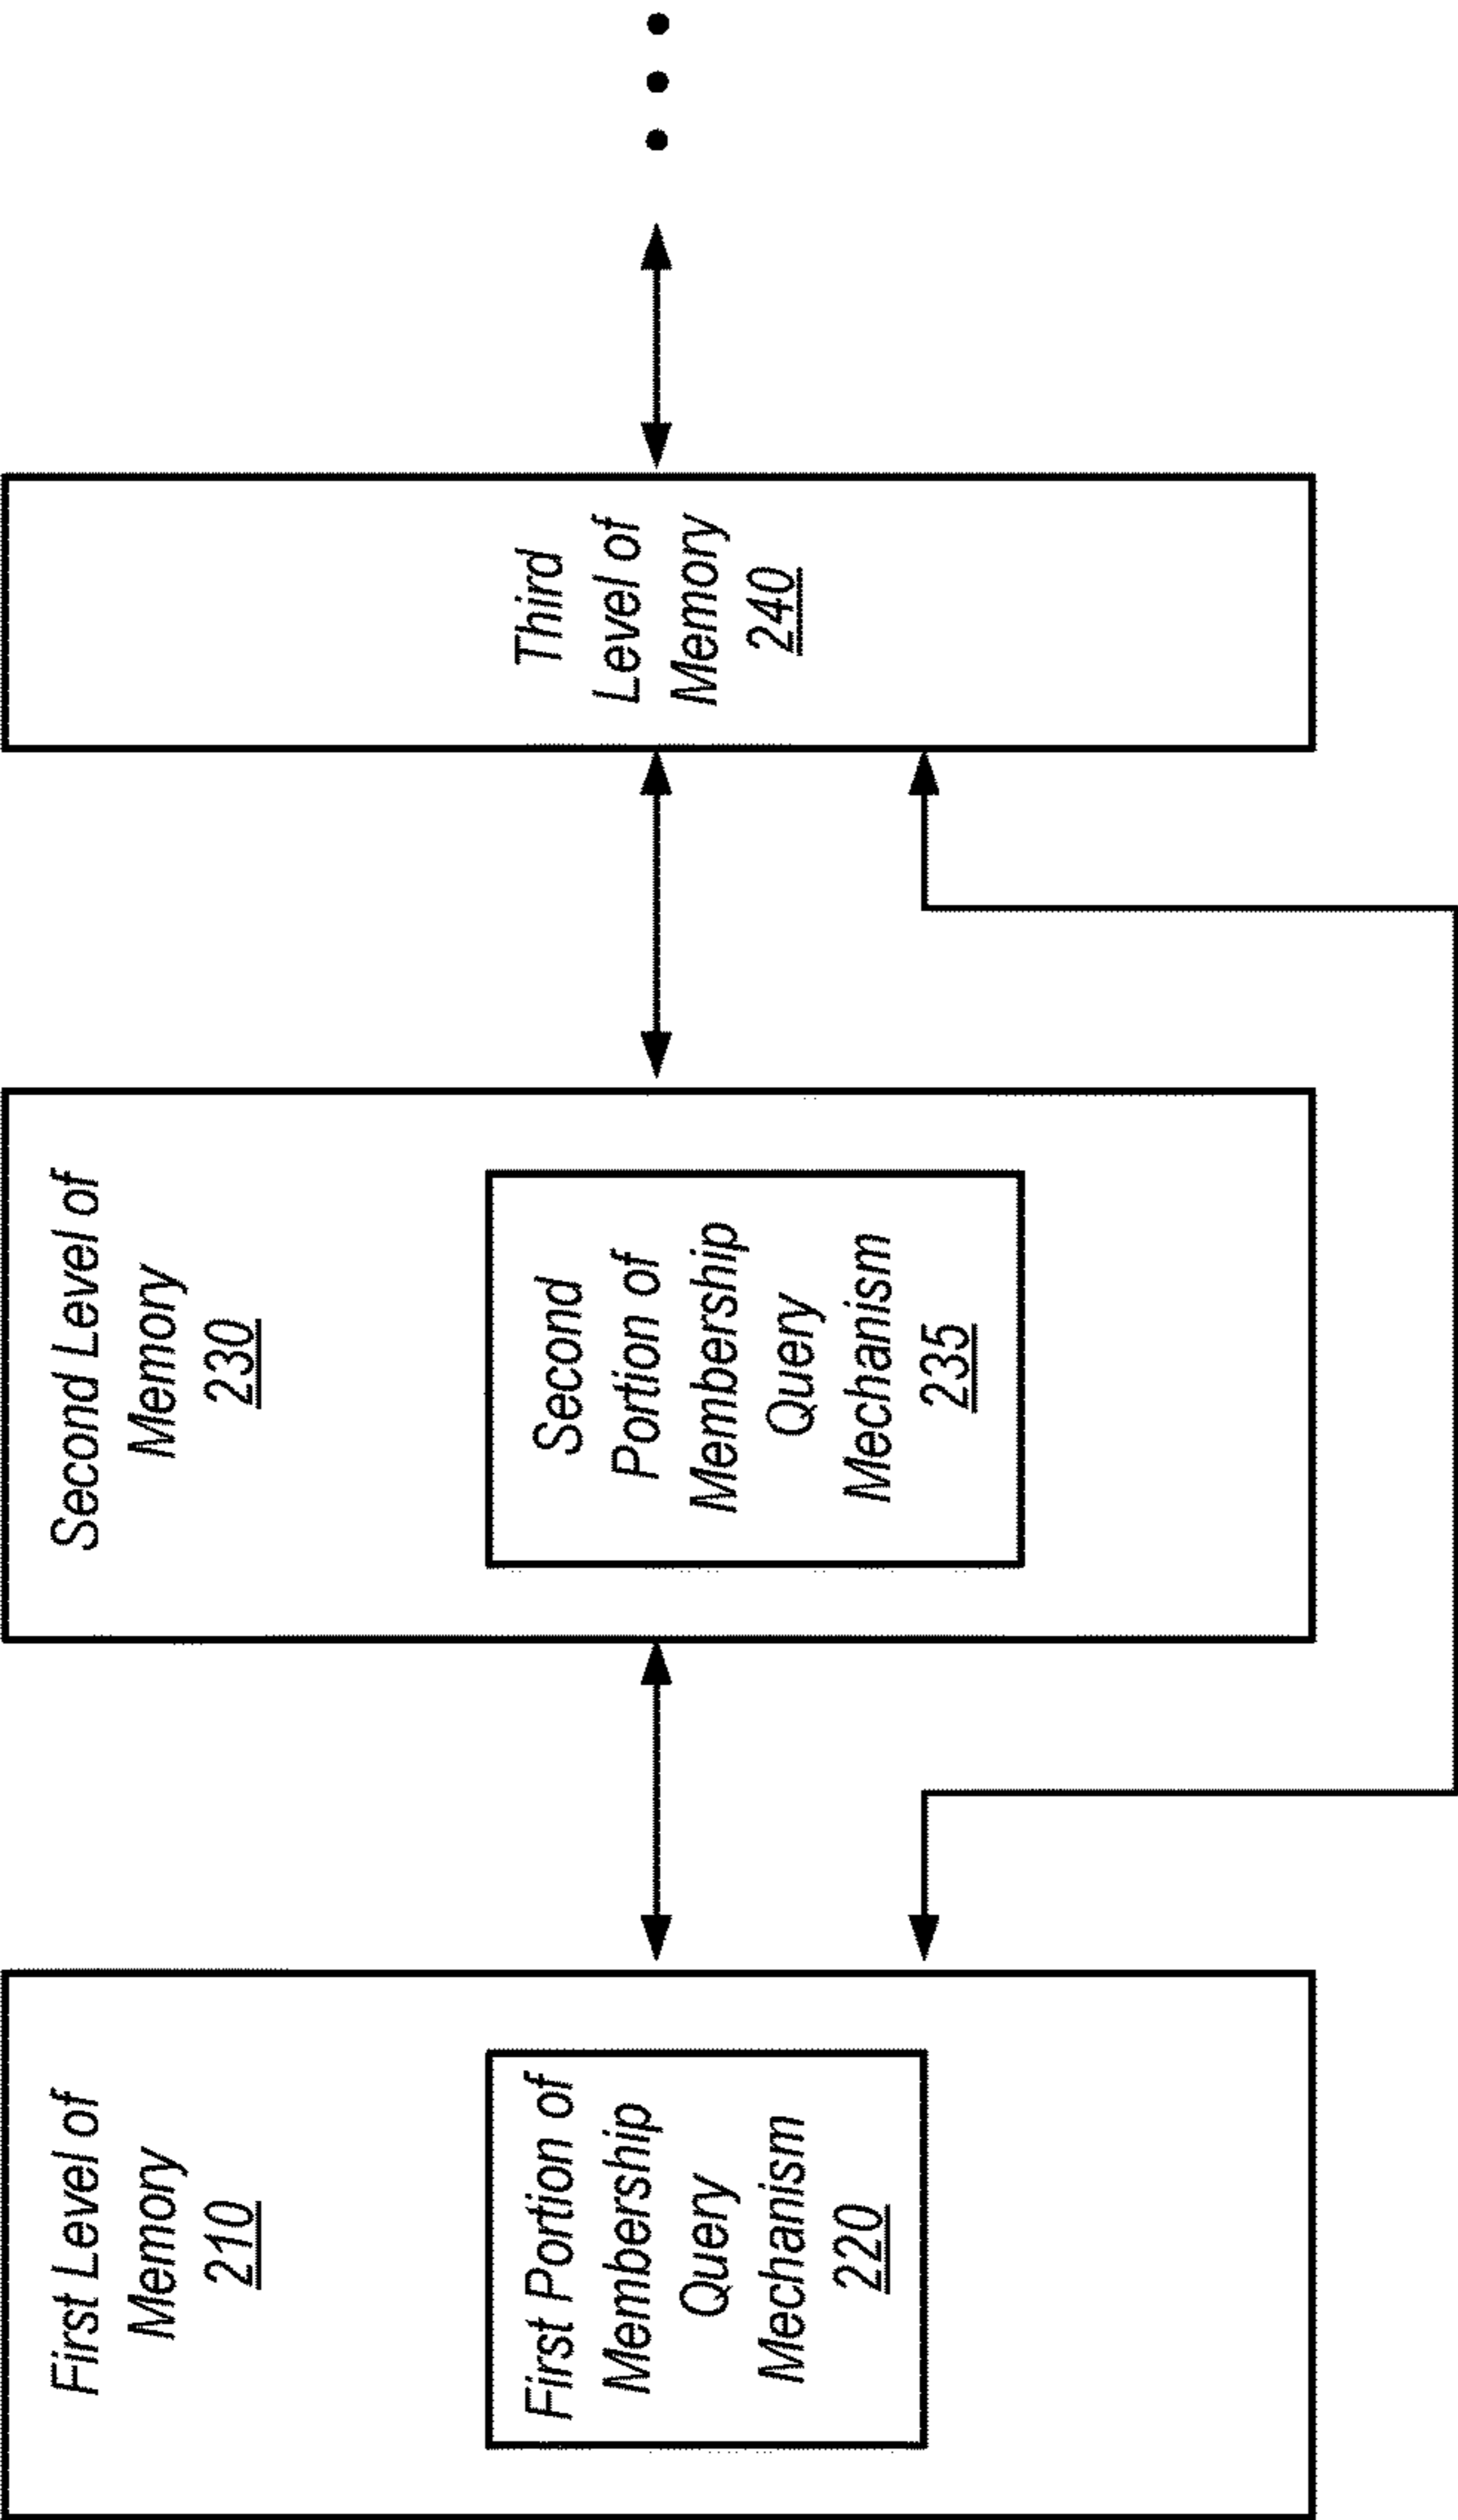 First Level of
Memory
210
First Portion of
Membership
Query
Mechanism
220
Second Level of
Memory
230
Second
Portion of
Membership
Query
Mechanism
235
Third
Level of
Memory
240